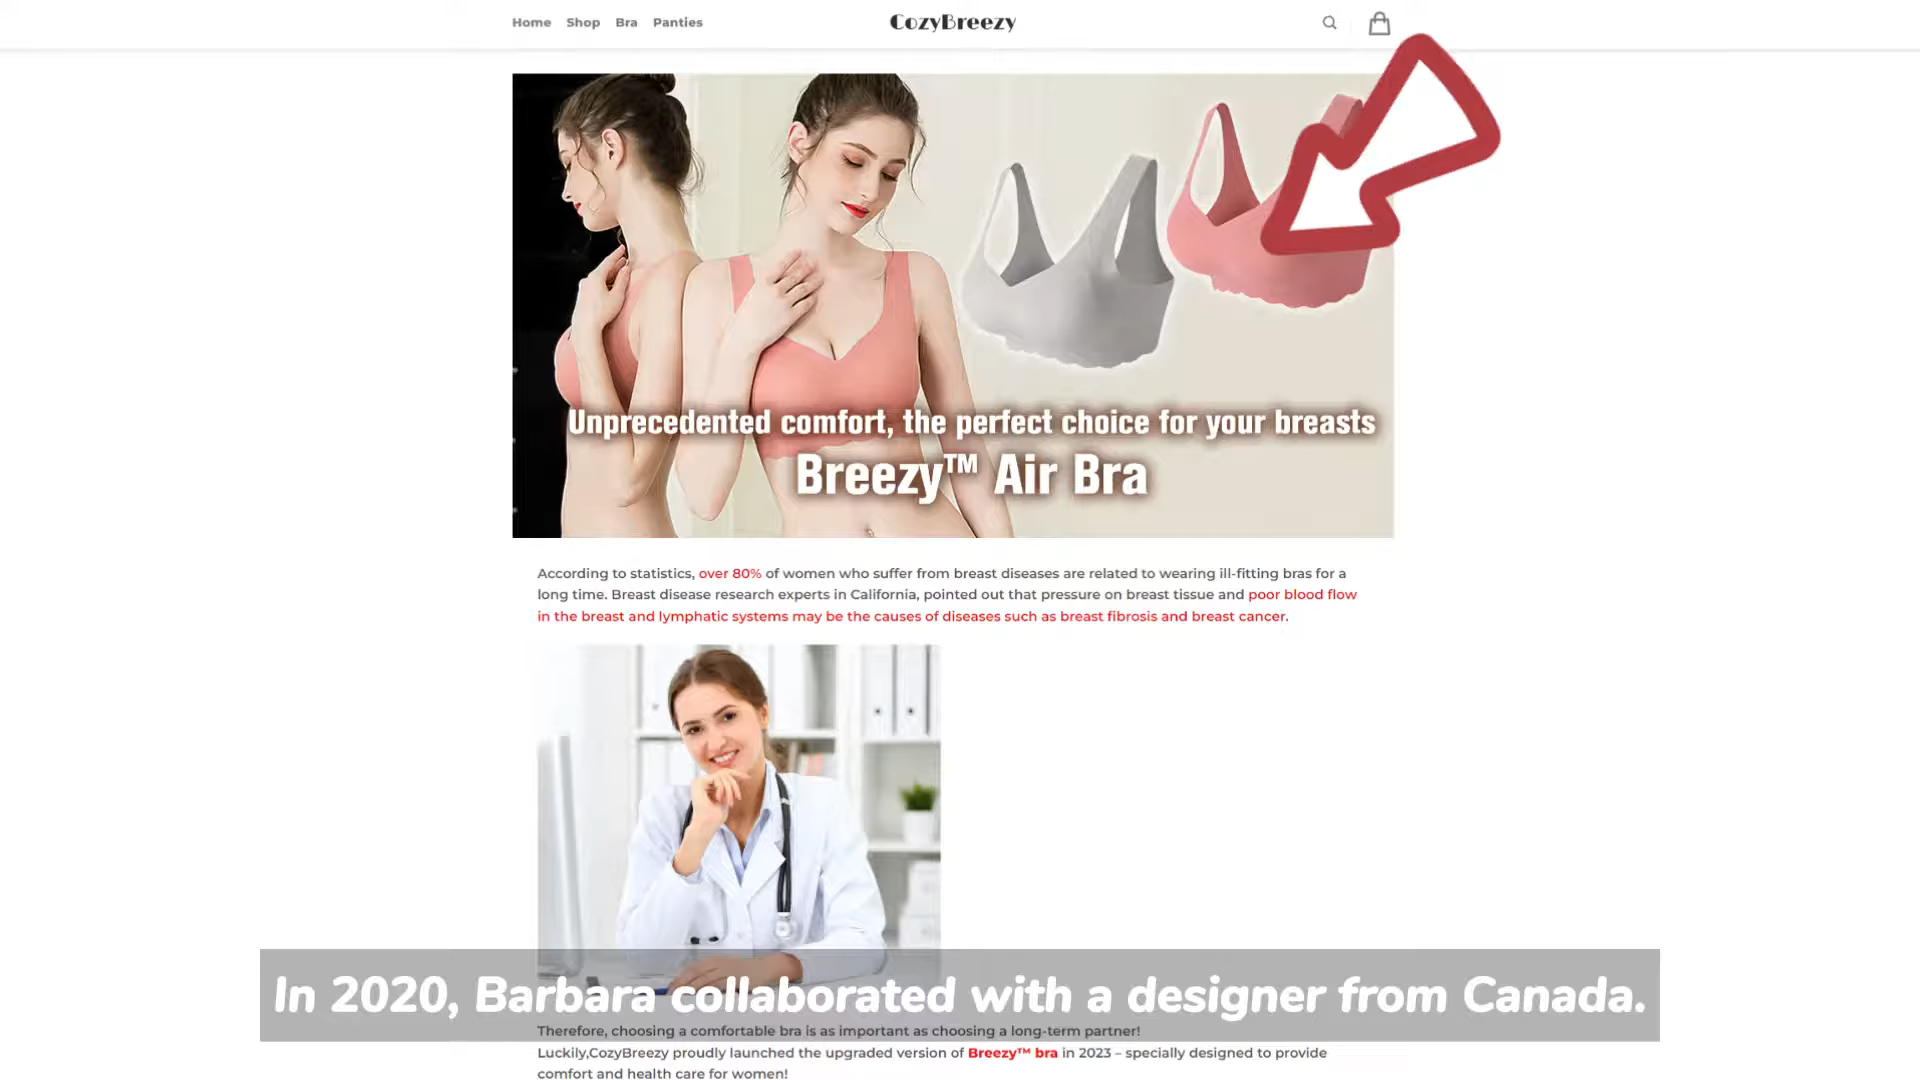 Home Shop Bra Panties CozyBreezy
Unprecedented comfort, the perfect choice for your breasts
Breezy™ Air Bra
According to statistics, over 80% of women who suffer from breast diseases are related to wearing ill-fitting bras for a
long time. Breast disease research experts in California, pointed out that pressure on breast tissue and poor blood flow
in the breast and lymphatic systems may be the causes of diseases such as breast fibrosis and breast cancer.
In 2020, Barbara collaborated with a designer from Canada.
Therefore, choosing a comfortable bra is as important as choosing a long-term partner!
Luckily,CozyBreezy proudly launched the upgraded version of Breezy™ bra in 2023 – specially designed to provide
comfort and health care for women!